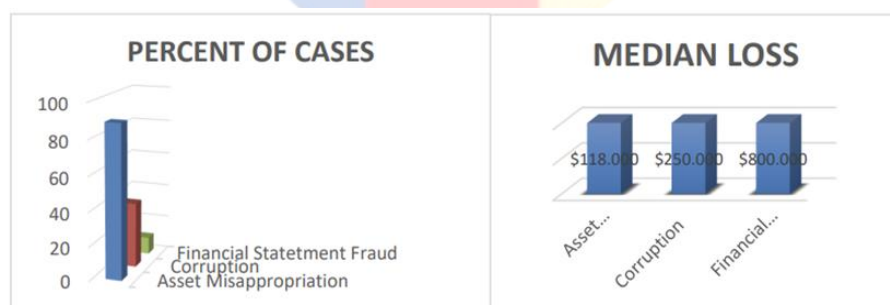 PERCENT OF CASES
100
80
60
40
20
0
Financial Statetment Fraud
Corruption
Asset Misappropriation
MEDIAN LOSS
$118.000 $250.000 $800.000
Asset...
Corruption
Financial...